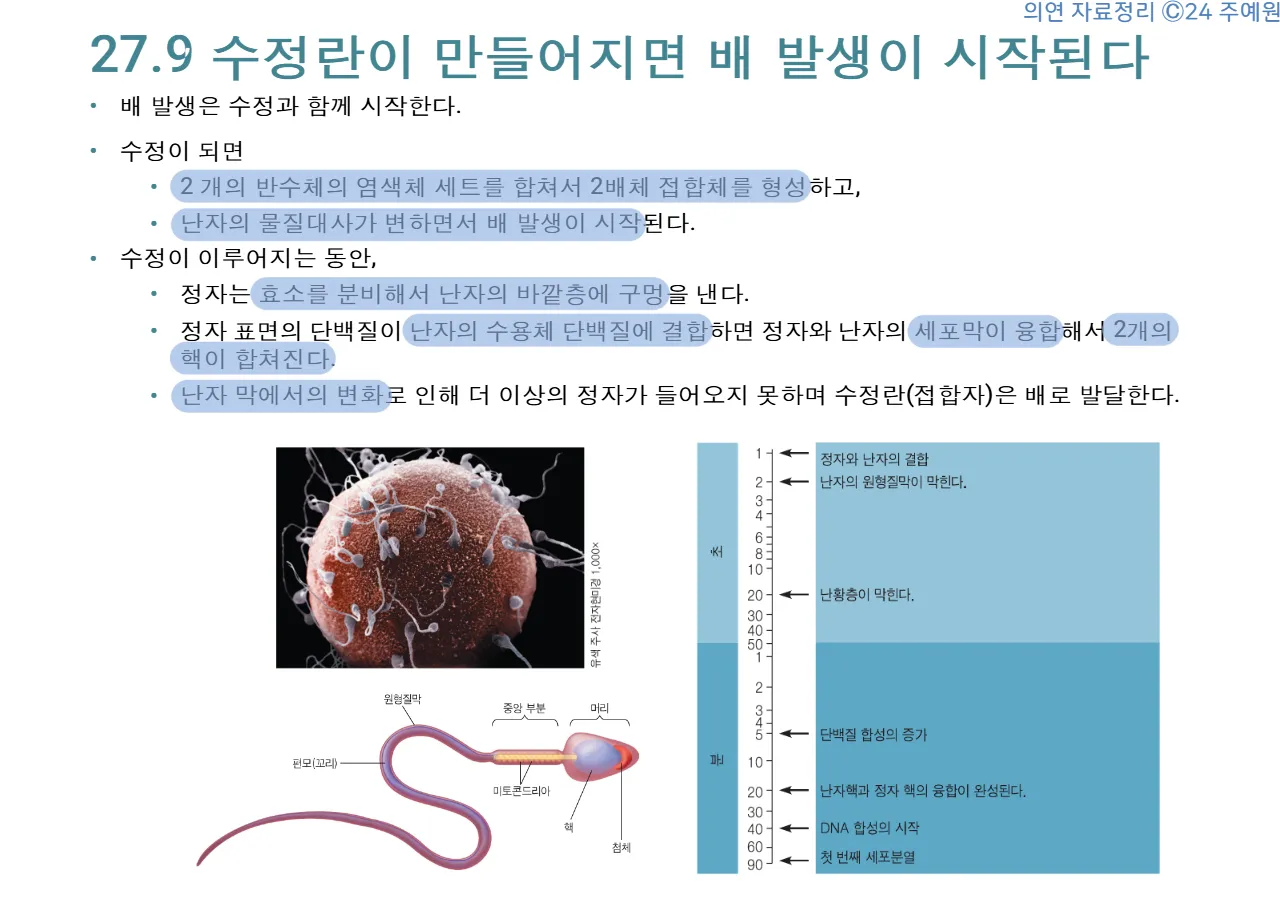 의연 자료정리 Ⓒ24 주예원
27.9 수정란이 만들어지면 배 발생이 시작된다
• 배 발생은 수정과 함께 시작한다.
• 수정이 되면
• 2 개의 반수체의 염색체 세트를 합쳐서 2배체 접합체를 형성하고,
• 난자의 물질대사가 변하면서 배 발생이 시작된다.
• 수정이 이루어지는 동안,
• 정자는 효소를 분비해서 난자의 바깥층에 구멍을 낸다.
• 정자 표면의 단백질이 난자의 수용체 단백질에 결합하면 정자와 난자의 세포막이 융합해서 2개의
핵이 합쳐진다.
• 난자 막에서의 변화로 인해 더 이상의 정자가 들어오지 못하며 수정란(접합자)은 배로 발달한다.
유색 주사 전자현미경 1,000×
원형질막
중앙 부분
머리
편모(꼬리)
미토콘드리아
핵
첨체
초
1
정자와 난자의 결합
2
난자의 원형질막이 막힌다.
3
4
6
8
10
20
난황층이 막힌다.
30
40
50
분
1
2
3
4
5
단백질 합성의 증가
10
20
난자핵과 정자 핵의 융합이 완성된다.
30
40
DNA 합성의 시작
60
90
첫 번째 세포분열